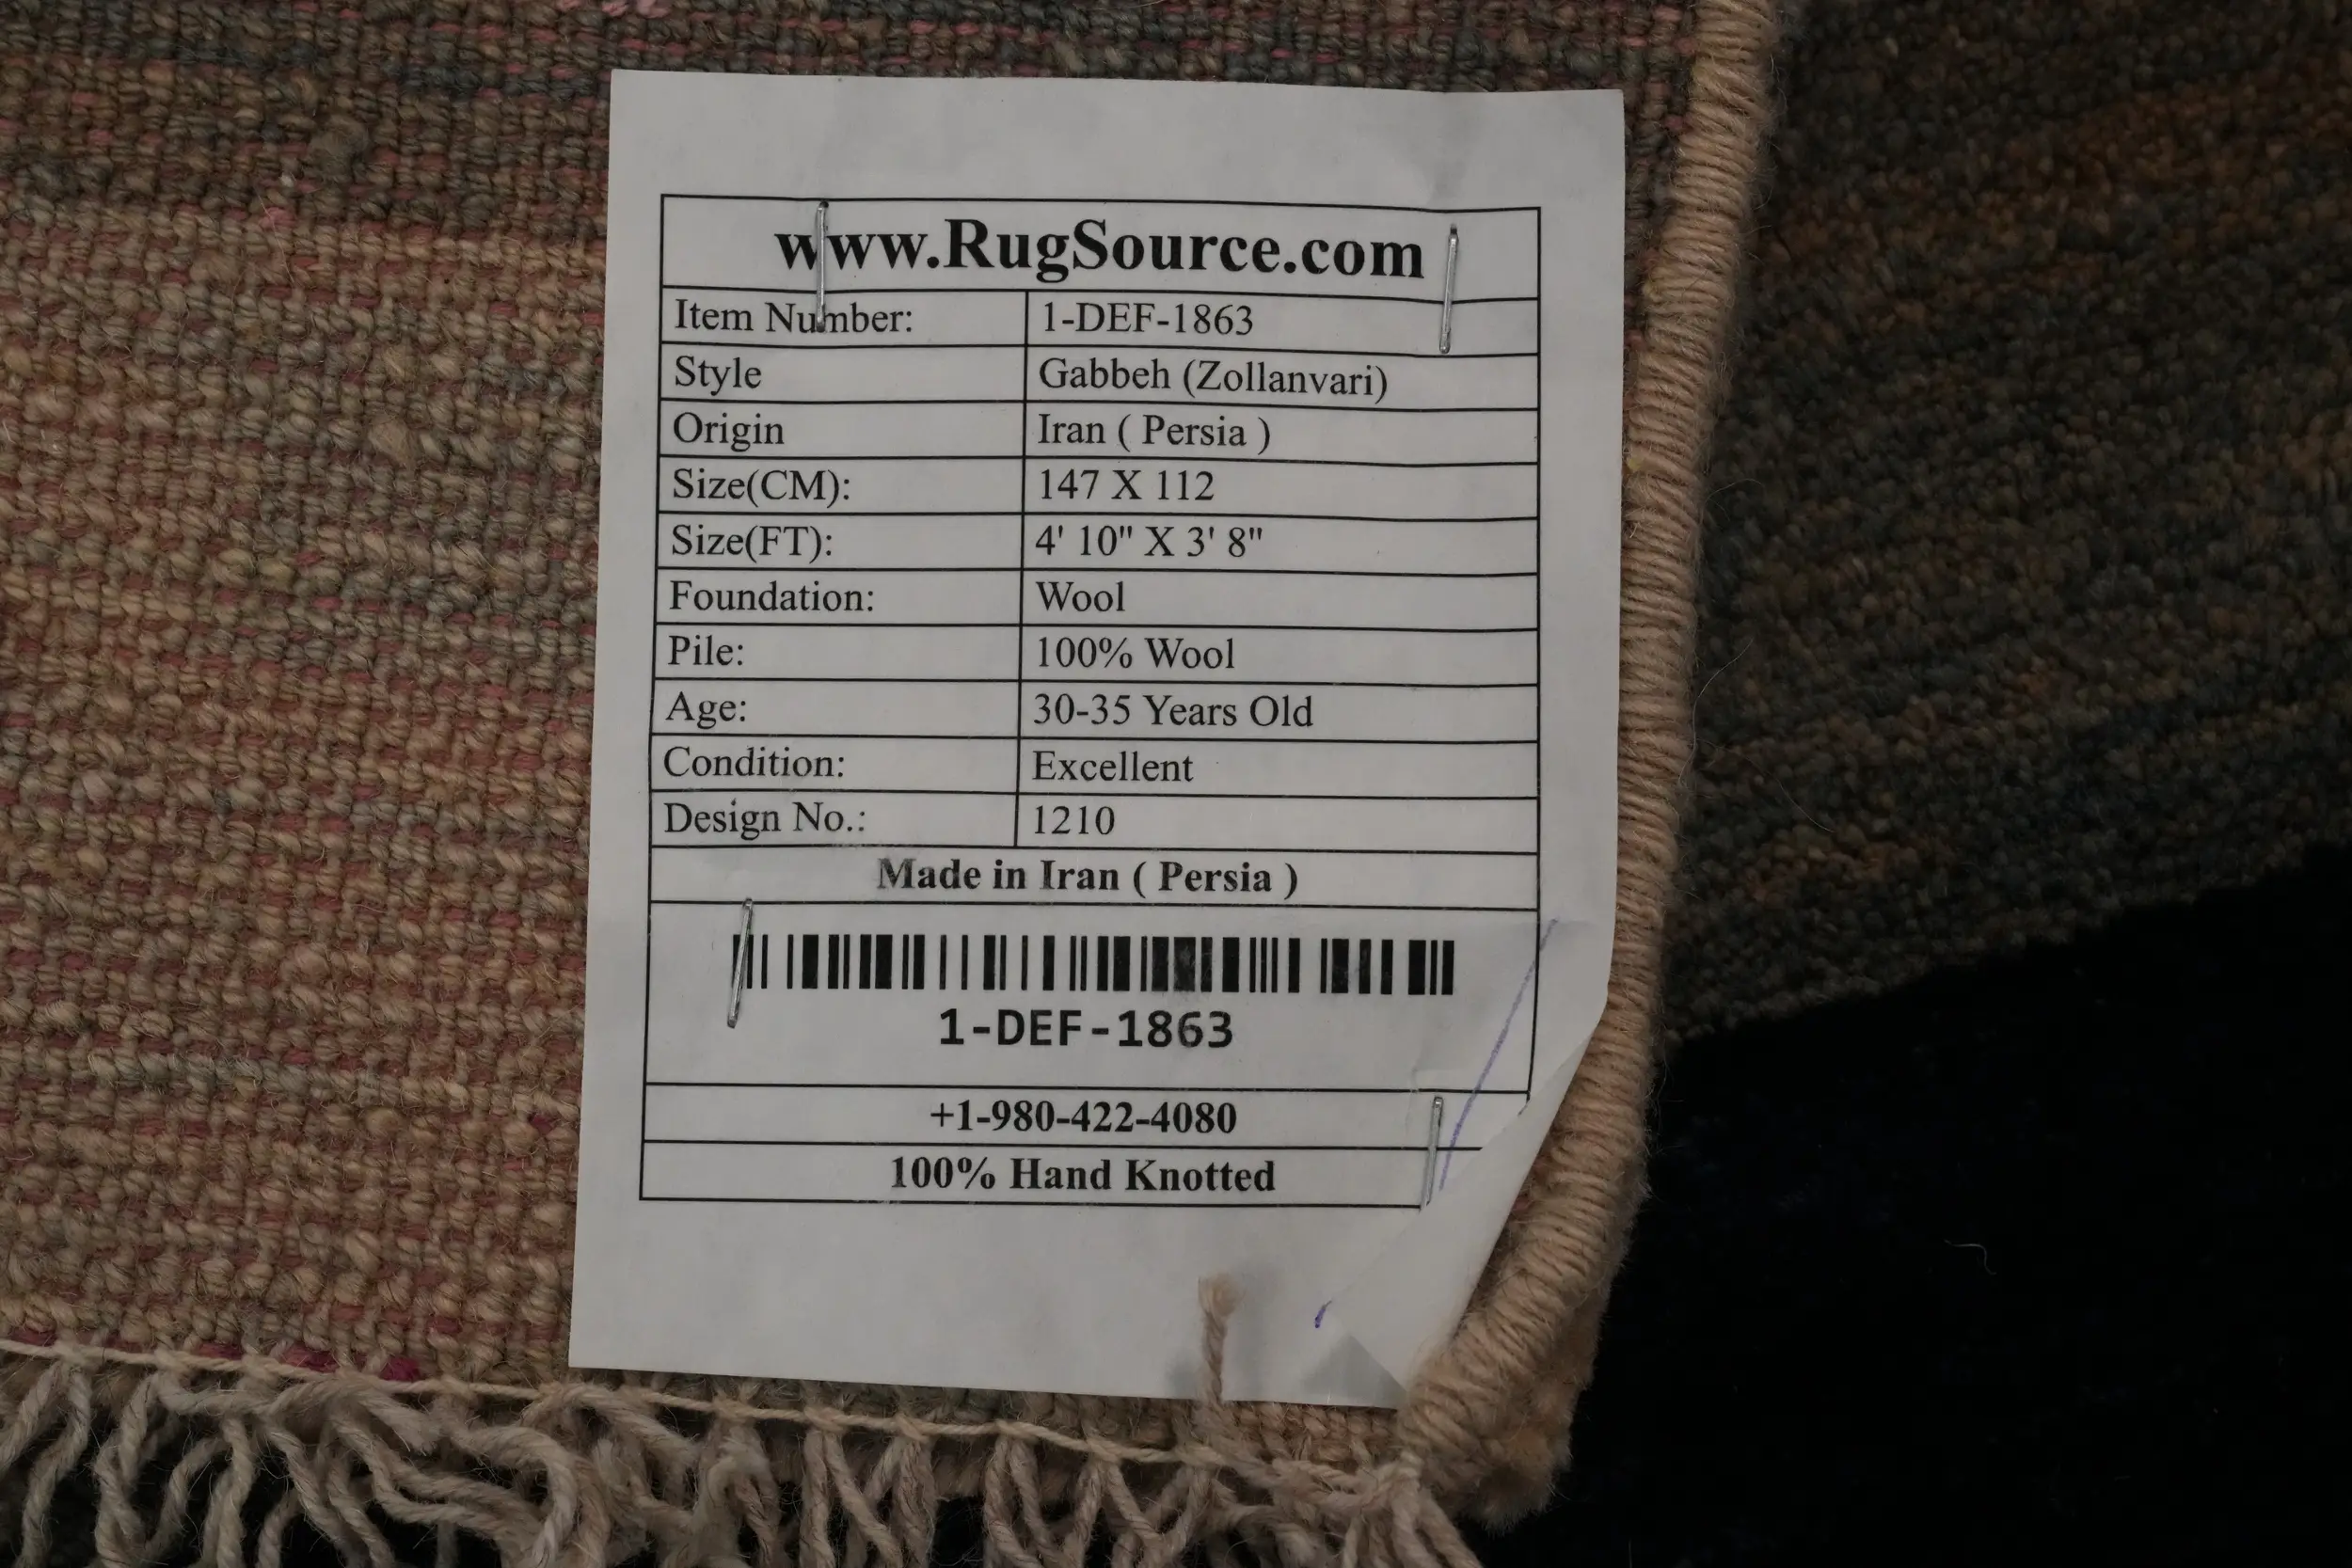 www.RugSource.com
Item Number: 1-DEF-1863
Style Gabbeh (Zollanvari)
Origin Iran ( Persia )
Size(CM): 147 X 112
Size(FT): 4' 10" X 3' 8"
Foundation: Wool
Pile: 100% Wool
Age: 30-35 Years Old
Condition: Excellent
Design No.: 1210
Made in Iran ( Persia )
1-DEF-1863
+1-980-422-4080
100% Hand Knotted